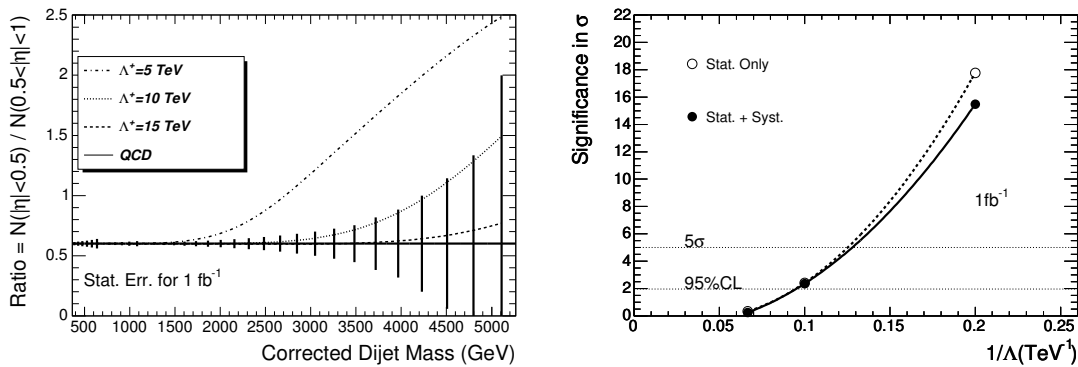 Ratio = N(|η|<0.5) / N(0.5<|η|<1)
2.5
2
1.5
1
0.5
0
Λ⁺=5 TeV
Λ⁺=10 TeV
Λ⁺=15 TeV
QCD
Stat. Err. for 1 fb⁻¹
500 1000 1500 2000 2500 3000 3500 4000 4500 5000
Corrected Dijet Mass (GeV)
Significance in σ
22
20
18
16
14
12
10
8
6
4
2
0
Stat. Only
Stat. + Syst.
1fb⁻¹
5σ
95%CL
0 0.05 0.1 0.15 0.2 0.25
1/Λ(TeV⁻¹)